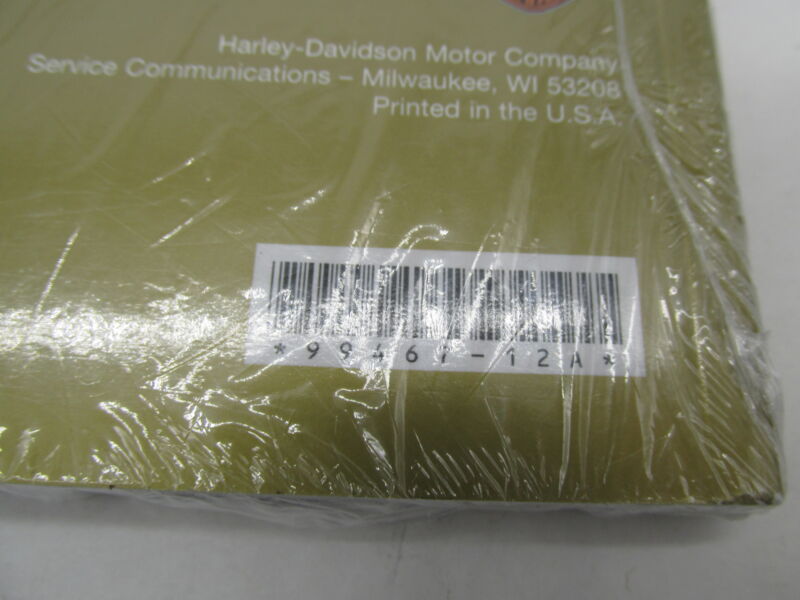 Harley-Davidson Motor Company
Service Communications – Milwaukee, WI 53208
Printed in the U.S.A.
*99467-12A*